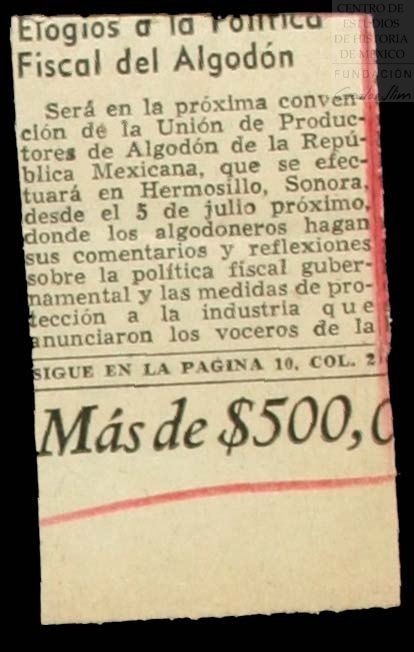 Elogios a la Política
Fiscal del Algodón
Será en la próxima conven-
ción de la Unión de Produc-
tores de Algodón de la Repú-
blica Mexicana, que se efec-
tuará en Hermosillo, Sonora,
desde el 5 de julio próximo,
donde los algodoneros hagan
sus comentarios y reflexiones
sobre la política fiscal guber-
namental y las medidas de pro-
tección a la industria que
anunciaron los voceros de la
SIGUE EN LA PAGINA 10, COL. 2
Más de $500,0
CENTRO DE
ESTUDIOS
DE HISTORIA
DE MÉXICO
FUNDACIÓN
Carlos Slim